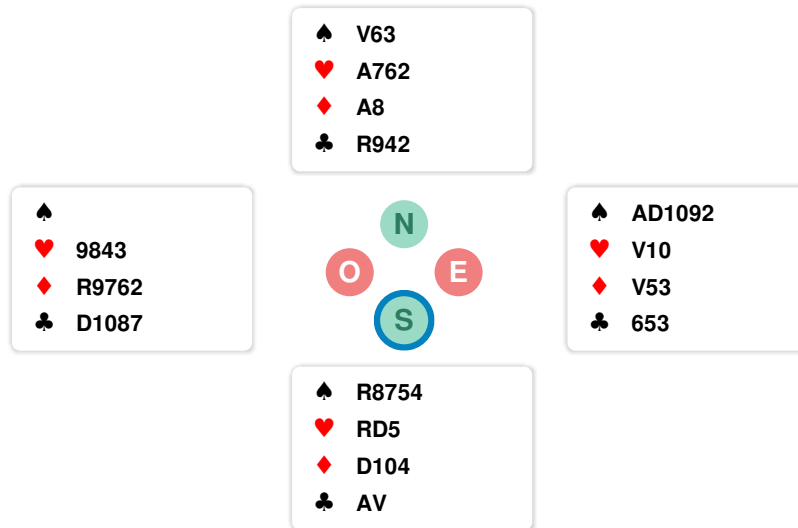 ♠ V63
♥ A762
♦ A8
♣ R942
♠
♥ 9843
♦ R9762
♣ D1087
N
O E
S
♠ AD1092
♥ V10
♦ V53
♣ 653
♠ R8754
♥ RD5
♦ D104
♣ AV